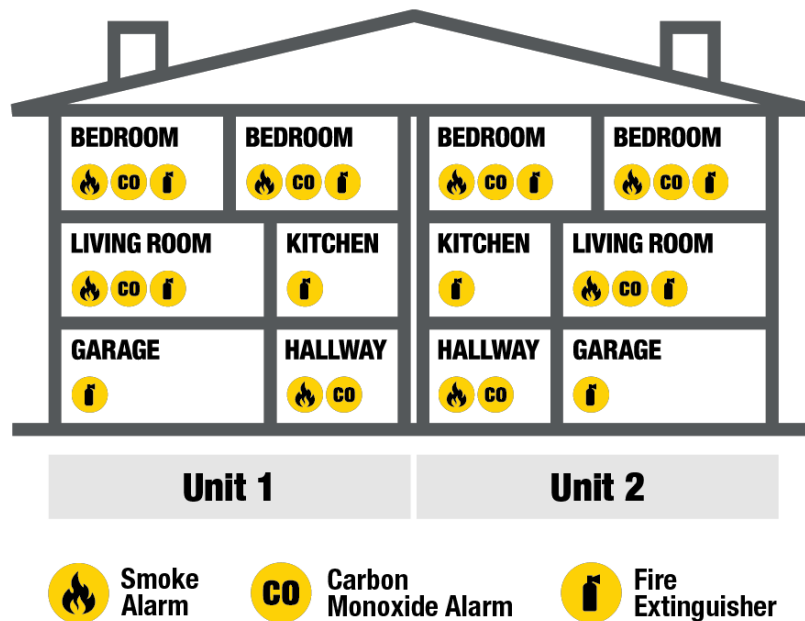 BEDROOM BEDROOM BEDROOM BEDROOM
CO CO CO CO
LIVING ROOM KITCHEN KITCHEN LIVING ROOM
CO CO
GARAGE HALLWAY HALLWAY GARAGE
CO CO
Unit 1 Unit 2
Smoke
Alarm
CO
Carbon
Monoxide Alarm
Fire
Extinguisher